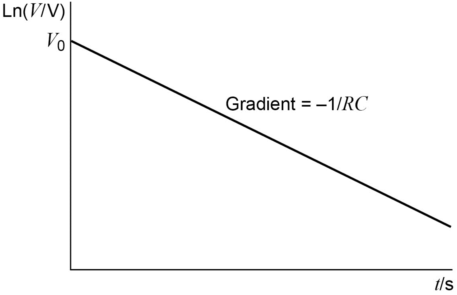 Ln(V/V)
V₀
Gradient = –1/RC
t/s